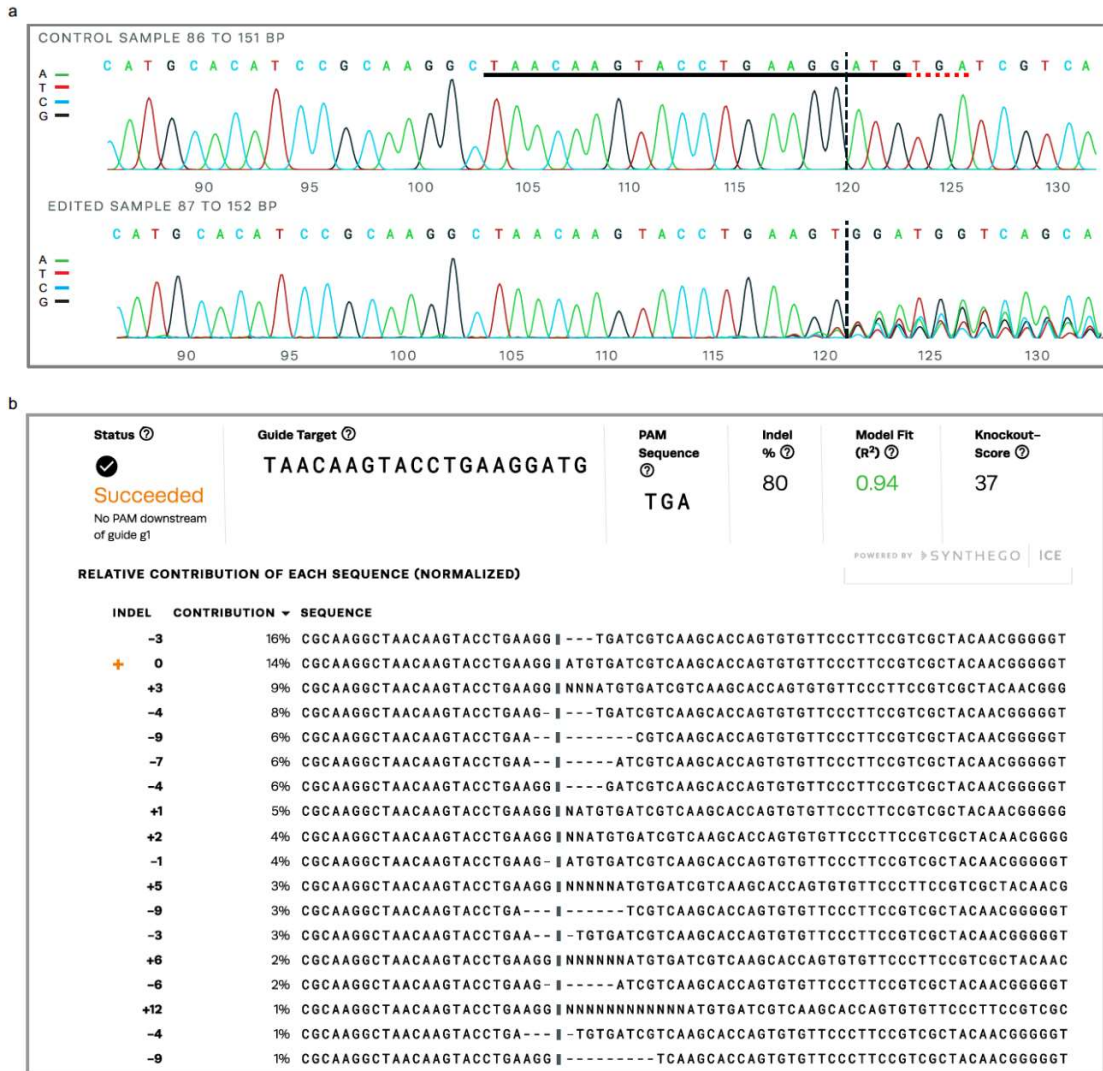 a
CONTROL SAMPLE 86 TO 151 BP
C A T G C A C A T C C G C A A G G C T A A C A A G T A C C T G A A G G A T G T G A T C G T C A
A
T
C
G
90 95 100 105 110 115 120 125 130
EDITED SAMPLE 87 TO 152 BP
C A T G C A C A T C C G C A A G G C T A A C A A G T A C C T G A A G T G G A T G G T C A G C A
A
T
C
G
90 95 100 105 110 115 120 125 130
b
Status ? Guide Target ? PAM Sequence ? Indel % ? Model Fit (R²) ? Knockout-Score ?
TAACAAGTACCTGAAGGATG TGA 80 0.94 37
Succeeded
No PAM downstream
of guide g1
POWERED BY SYNTHEGO | ICE
RELATIVE CONTRIBUTION OF EACH SEQUENCE (NORMALIZED)
INDEL CONTRIBUTION SEQUENCE
-3 16% CGCAAGGCTAACAAGTACCTGAAGG|---TGATCGTCAAGCACCAGTGTGTTCCCTTCCGTCGCTACAACGGGGGT
+ 0 14% CGCAAGGCTAACAAGTACCTGAAGG|ATGTGATCGTCAAGCACCAGTGTGTTCCCTTCCGTCGCTACAACGGGGGT
+3 9% CGCAAGGCTAACAAGTACCTGAAGG|NNNATGTGATCGTCAAGCACCAGTGTGTTCCCTTCCGTCGCTACAACGGG
-4 8% CGCAAGGCTAACAAGTACCTGAAG-|---TGATCGTCAAGCACCAGTGTGTTCCCTTCCGTCGCTACAACGGGGGT
-9 6% CGCAAGGCTAACAAGTACCTGAA--|-------CGTCAAGCACCAGTGTGTTCCCTTCCGTCGCTACAACGGGGGT
-7 6% CGCAAGGCTAACAAGTACCTGAA--|-----ATCGTCAAGCACCAGTGTGTTCCCTTCCGTCGCTACAACGGGGGT
-4 6% CGCAAGGCTAACAAGTACCTGAAGG|----GATCGTCAAGCACCAGTGTGTTCCCTTCCGTCGCTACAACGGGGGT
+1 5% CGCAAGGCTAACAAGTACCTGAAGG|NATGTGATCGTCAAGCACCAGTGTGTTCCCTTCCGTCGCTACAACGGGGG
+2 4% CGCAAGGCTAACAAGTACCTGAAGG|NNATGTGATCGTCAAGCACCAGTGTGTTCCCTTCCGTCGCTACAACGGGG
-1 4% CGCAAGGCTAACAAGTACCTGAAG-|ATGTGATCGTCAAGCACCAGTGTGTTCCCTTCCGTCGCTACAACGGGGGT
+5 3% CGCAAGGCTAACAAGTACCTGAAGG|NNNNNATGTGATCGTCAAGCACCAGTGTGTTCCCTTCCGTCGCTACAACG
-9 3% CGCAAGGCTAACAAGTACCTGA---|------TCGTCAAGCACCAGTGTGTTCCCTTCCGTCGCTACAACGGGGGT
-3 3% CGCAAGGCTAACAAGTACCTGAA--|-TGTGATCGTCAAGCACCAGTGTGTTCCCTTCCGTCGCTACAACGGGGGT
+6 2% CGCAAGGCTAACAAGTACCTGAAGG|NNNNNNATGTGATCGTCAAGCACCAGTGTGTTCCCTTCCGTCGCTACAAC
-6 2% CGCAAGGCTAACAAGTACCTGAAG-|-----ATCGTCAAGCACCAGTGTGTTCCCTTCCGTCGCTACAACGGGGGT
+12 1% CGCAAGGCTAACAAGTACCTGAAGG|NNNNNNNNNNNNATGTGATCGTCAAGCACCAGTGTGTTCCCTTCCGTCGC
-4 1% CGCAAGGCTAACAAGTACCTGA---|-TGTGATCGTCAAGCACCAGTGTGTTCCCTTCCGTCGCTACAACGGGGGT
-9 1% CGCAAGGCTAACAAGTACCTGAAGG|---------TCAAGCACCAGTGTGTTCCCTTCCGTCGCTACAACGGGGGT